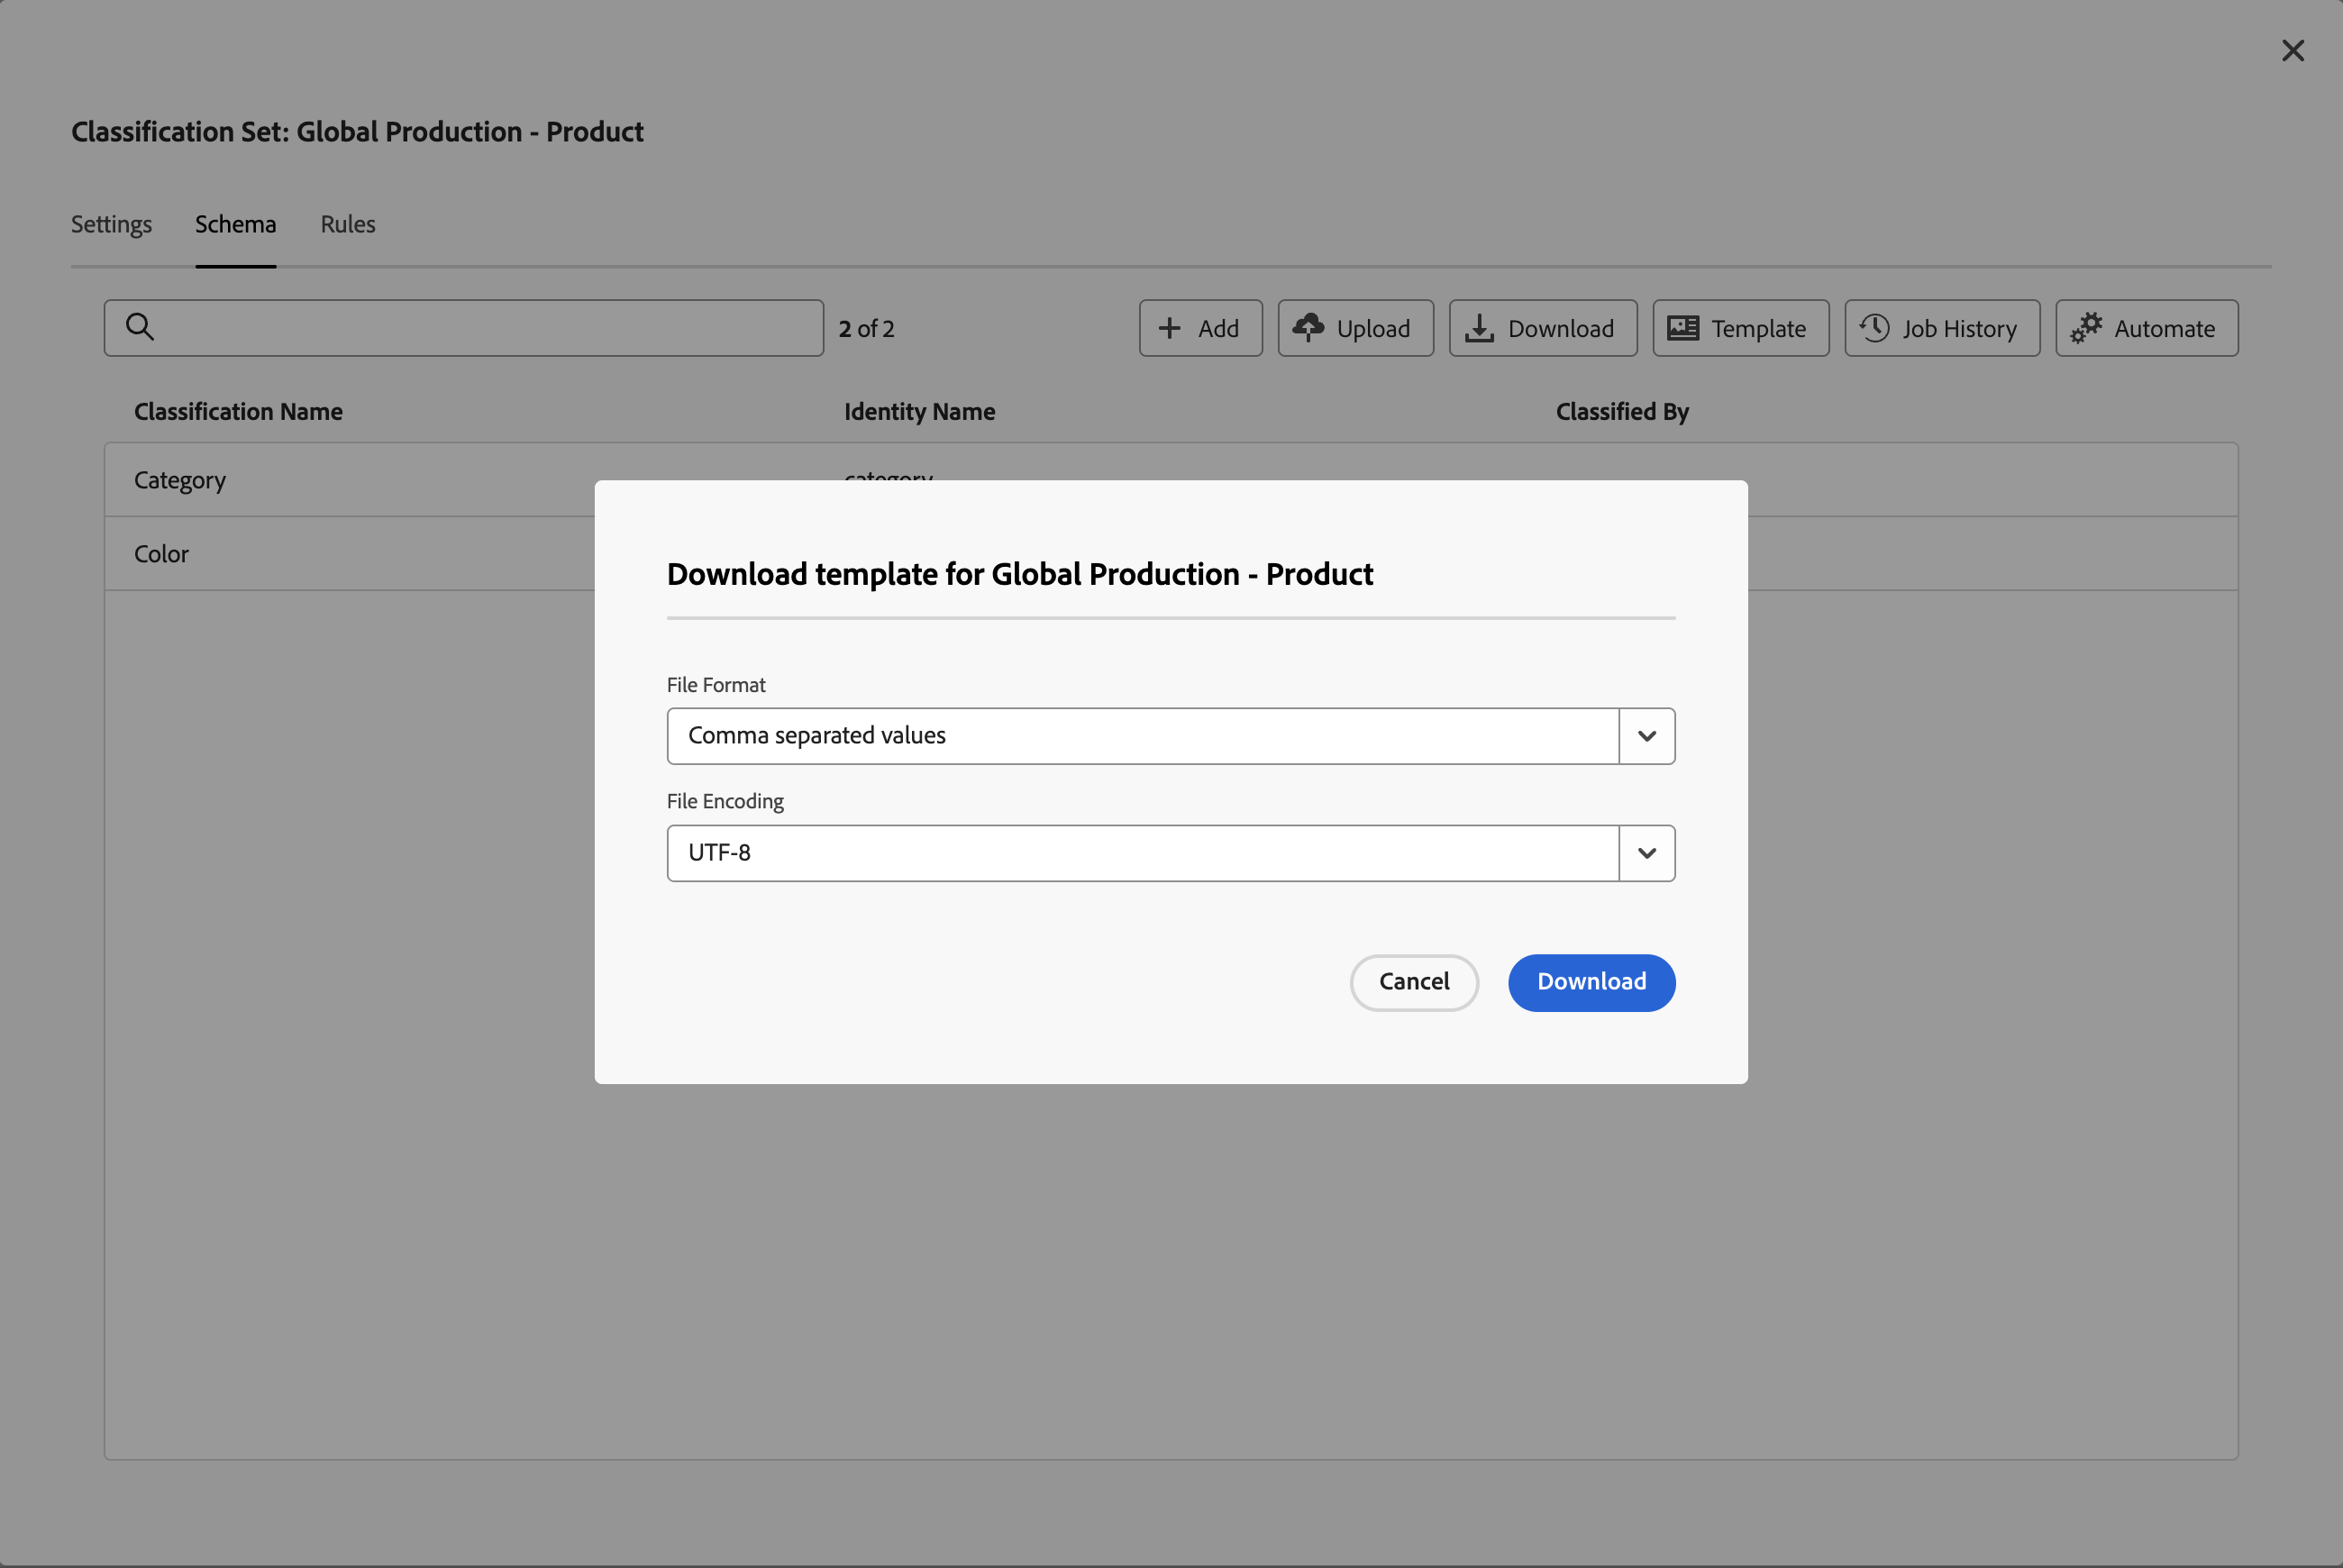 Classification Set: Global Production - Product
Settings Schema Rules
2 of 2 Add Upload Download Template Job History Automate
Classification Name Identity Name Classified By
Category category
Color
Download template for Global Production - Product
File Format
Comma separated values
File Encoding
UTF-8
Cancel Download